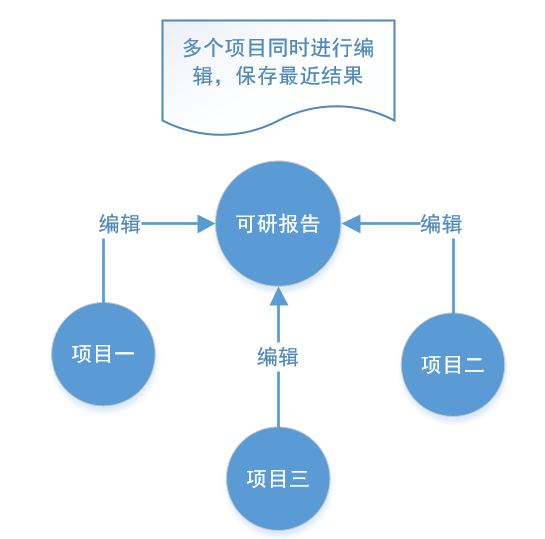 多个项目同时进行编
辑，保存最近结果
编辑
可研报告
编辑
项目一
编辑
项目二
项目三